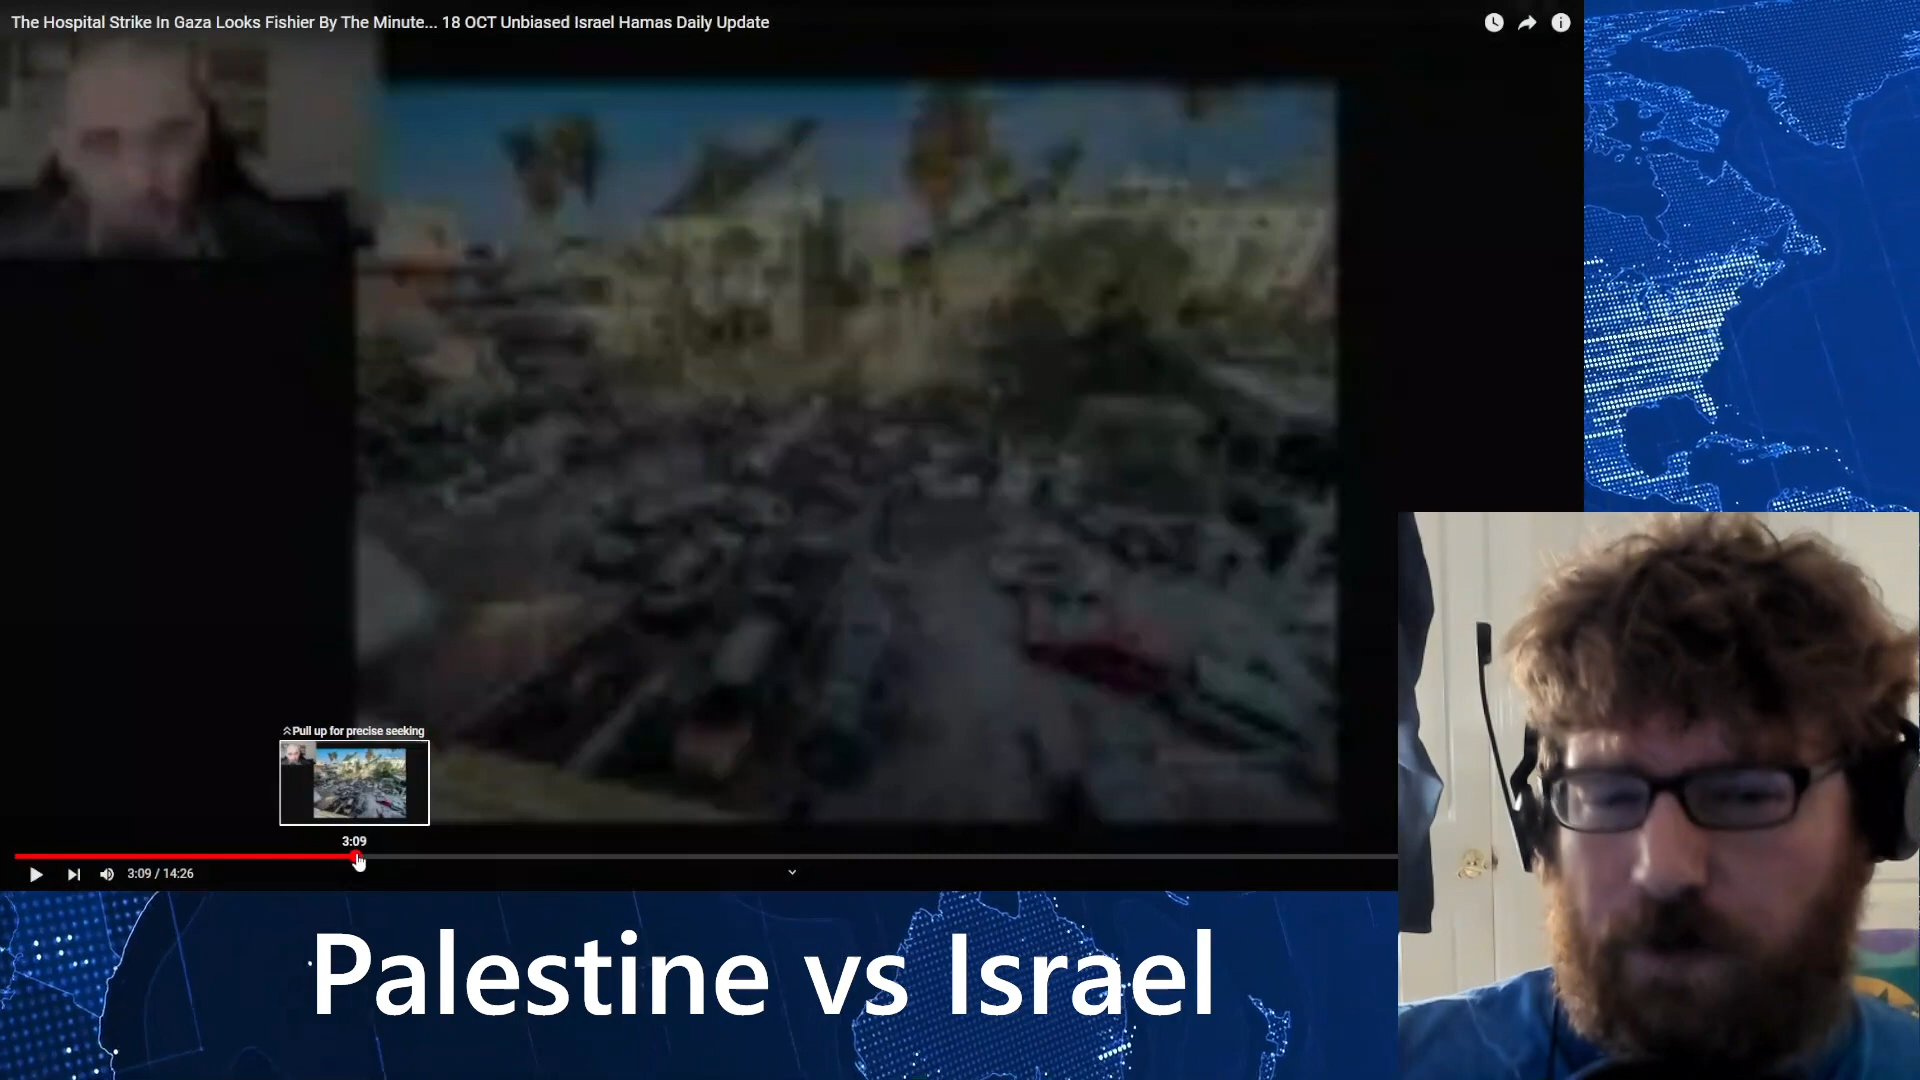 The Hospital Strike In Gaza Looks Fishier By The Minute... 18 OCT Unbiased Israel Hamas Daily Update
Pull up for precise seeking
3:09
3:09 / 14:26
Palestine vs Israel